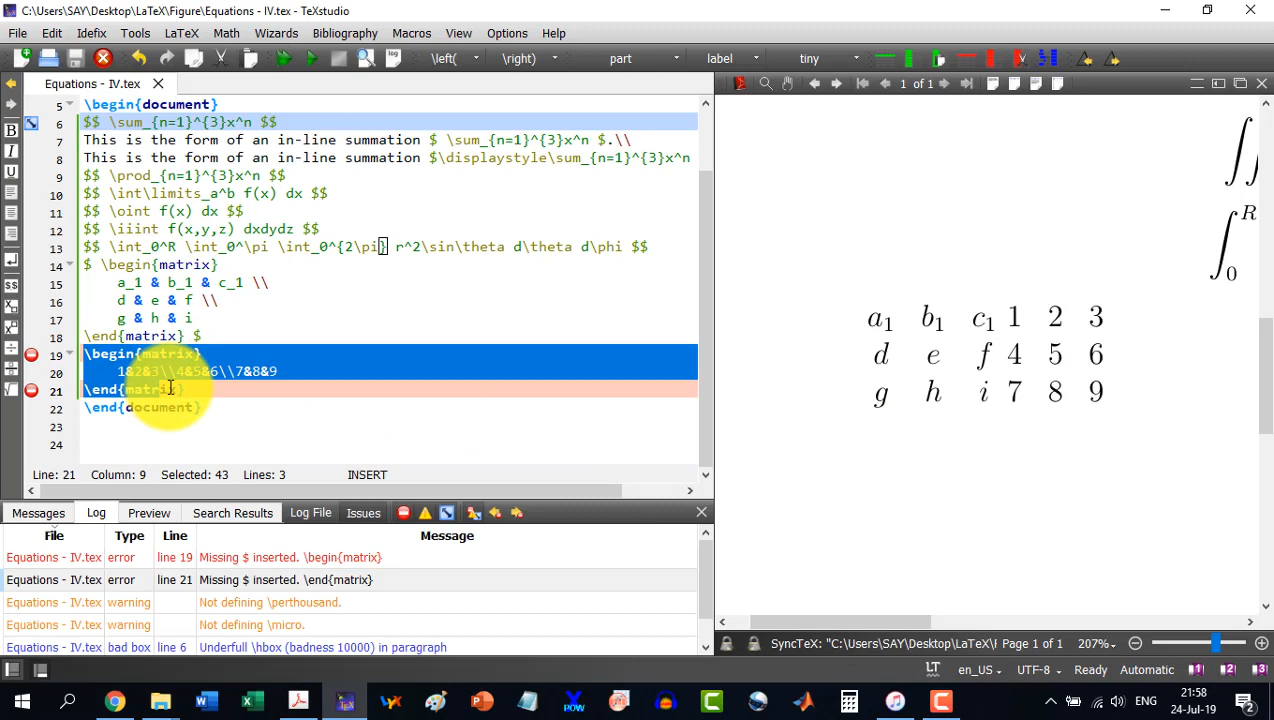 C:\Users\SAY\Desktop\LaTeX\Figure\Equations - IV.tex - TeXstudio
File Edit Idefix Tools LaTeX Math Wizards Bibliography Macros View Options Help
\left( \right) part label tiny
Equations - IV.tex
1 of 1
5 \begin{document}
6 $$ \sum_{n=1}^{3}x^n $$
7 This is the form of an in-line summation $ \sum_{n=1}^{3}x^n $.\\
8 This is the form of an in-line summation $\displaystyle\sum_{n=1}^{3}x^n
9 $$ \prod_{n=1}^{3}x^n $$
10 $$ \int\limits_a^b f(x) dx $$
11 $$ \oint f(x) dx $$
12 $$ \iiint f(x,y,z) dxdydz $$
13 $$ \int_0^R \int_0^\pi \int_0^{2\pi} r^2\sin\theta d\theta d\phi $$
14 $ \begin{matrix}
15 a_1 & b_1 & c_1 \\
16 d & e & f \\
17 g & h & i
18 \end{matrix} $
19 \begin{matrix}
20 1&2&3\\4&5&6\\7&8&9
21 \end{matrix}
22 \end{document}
23
24
∫∫
∫₀ᴿ
a₁ b₁ c₁ 1 2 3
d e f 4 5 6
g h i 7 8 9
Line: 21 Column: 9 Selected: 43 Lines: 3 INSERT
Messages Log Preview Search Results Log File Issues
File Type Line Message
Equations - IV.tex error line 19 Missing $ inserted. \begin{matrix}
Equations - IV.tex error line 21 Missing $ inserted. \end{matrix}
Equations - IV.tex warning Not defining \perthousand.
Equations - IV.tex warning Not defining \micro.
Equations - IV.tex bad box line 6 Underfull \hbox (badness 10000) in paragraph
SyncTeX: "C:\Users\SAY\Desktop\LaTeX\F Page 1 of 1 207%
LT en_US UTF-8 Ready Automatic 1 2 3
POW
ENG 21:58
24-Jul-19 2